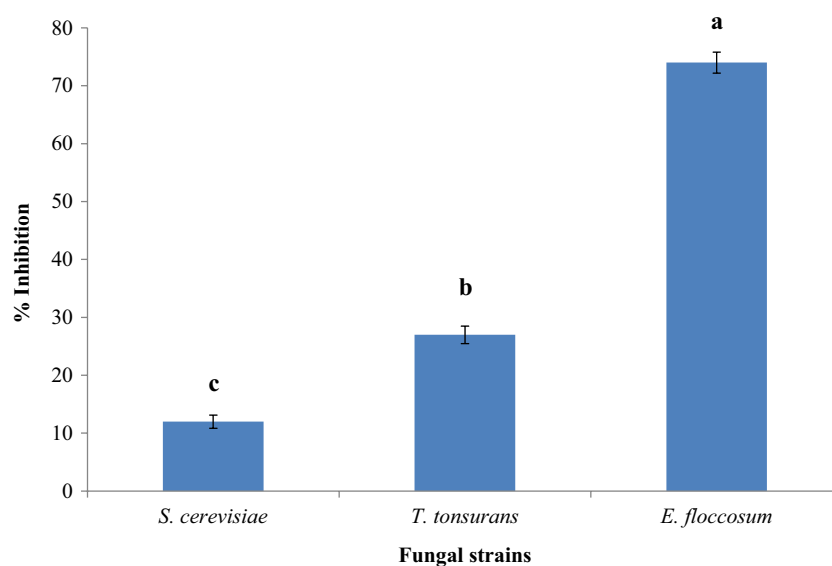 80
70
60
50
40
30
20
10
0
% Inhibition
c
b
a
S. cerevisiae
T. tonsurans
E. floccosum
Fungal strains